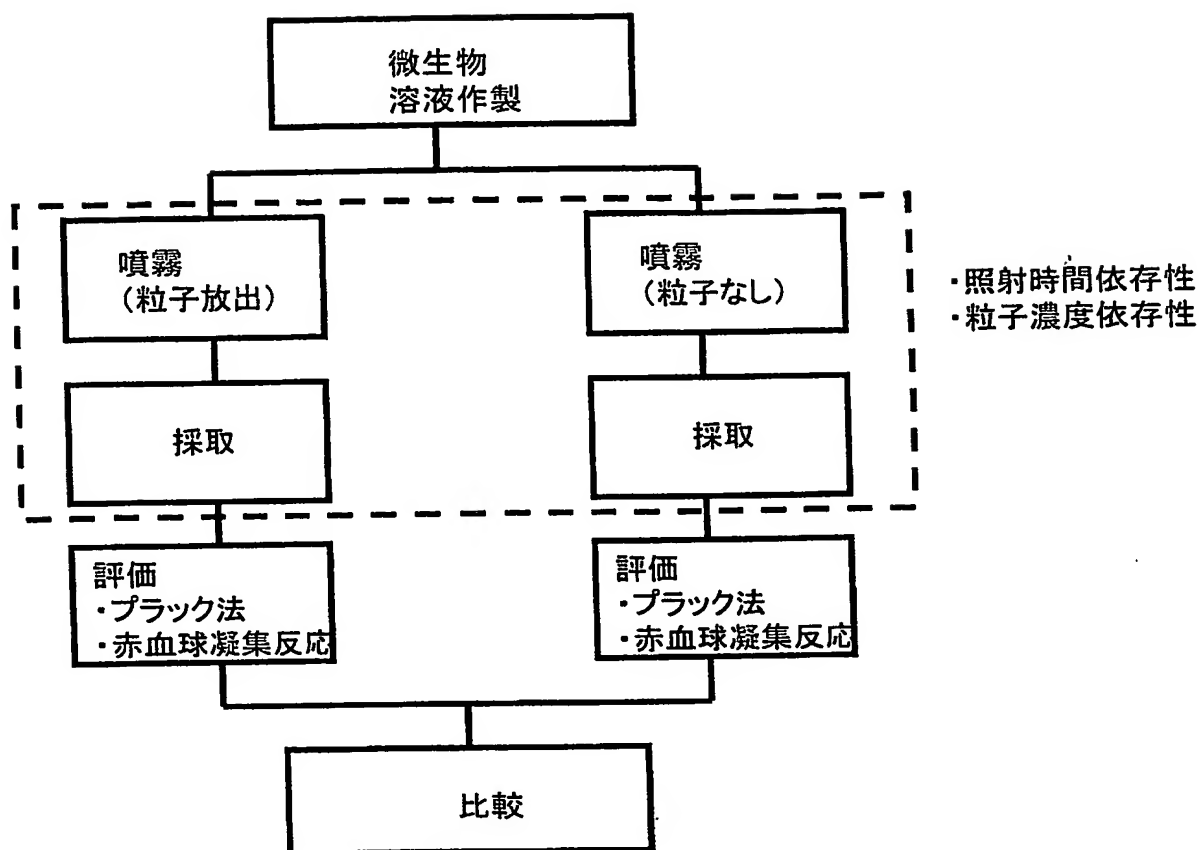 微生物
溶液作製
噴霧
(粒子放出)
噴霧
(粒子なし)
・照射時間依存性
・粒子濃度依存性
採取
採取
評価
・プラック法
・赤血球凝集反応
評価
・プラック法
・赤血球凝集反応
比較